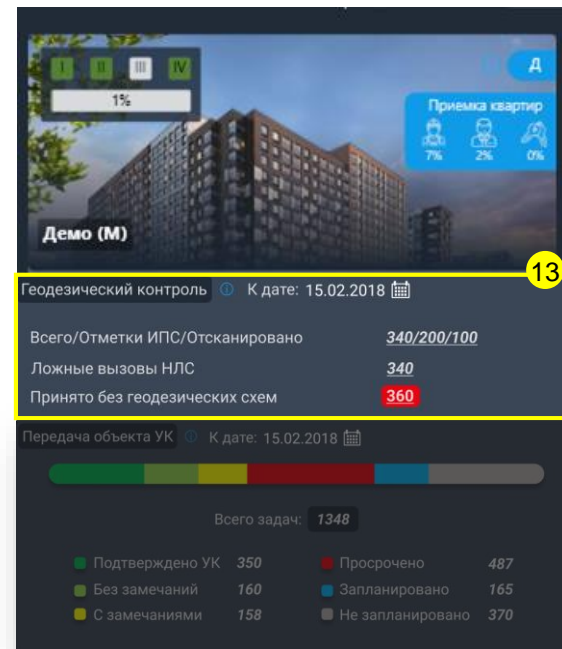 I II III IV
Д
1%
Приемка квартир
7% 2% 0%
Демо (М)
13
Геодезический контроль К дате: 15.02.2018
Всего/Отметки ИПС/Отсканировано 340/200/100
Ложные вызовы НЛС 340
Принято без геодезических схем 360
Передача объекта УК К дате: 15.02.2018
Всего задач: 1348
Подтверждено УК 350 Просрочено 487
Без замечаний 160 Запланировано 165
С замечаниями 158 Не запланировано 370